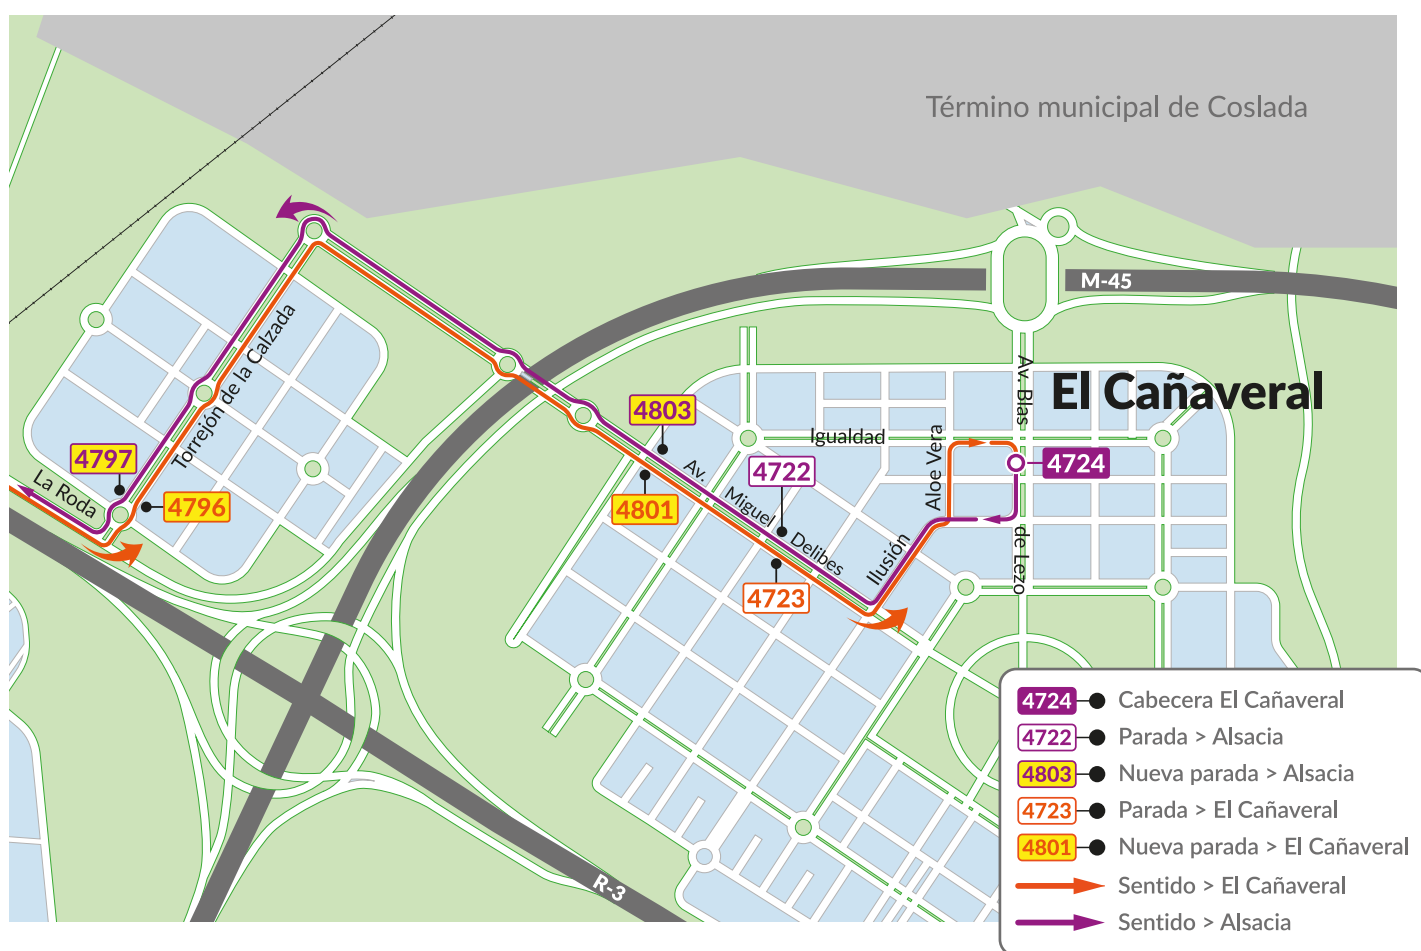 Término municipal de Coslada
M-45
Av. Blas
El Cañaveral
Torrejón de la Calzada
4803
Igualdad
Aloe Vera
4797
Av.
4722
4724
La Roda
4796
4801
Miguel
Delibes
Ilusión
de Lezo
4723
R-3
4724 Cabecera El Cañaveral
4722 Parada > Alsacia
4803 Nueva parada > Alsacia
4723 Parada > El Cañaveral
4801 Nueva parada > El Cañaveral
Sentido > El Cañaveral
Sentido > Alsacia